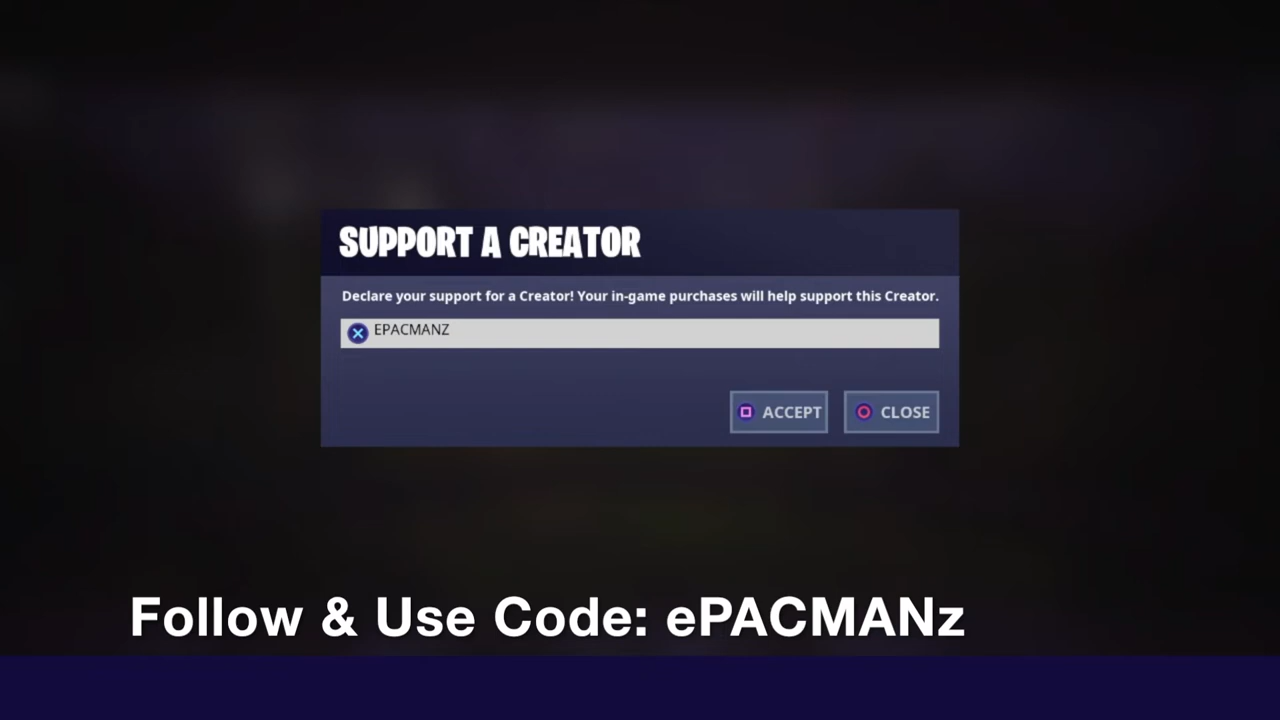 SUPPORT A CREATOR
Declare your support for a Creator! Your in-game purchases will help support this Creator.
EPACMANZ
ACCEPT CLOSE
Follow & Use Code: ePACMANz